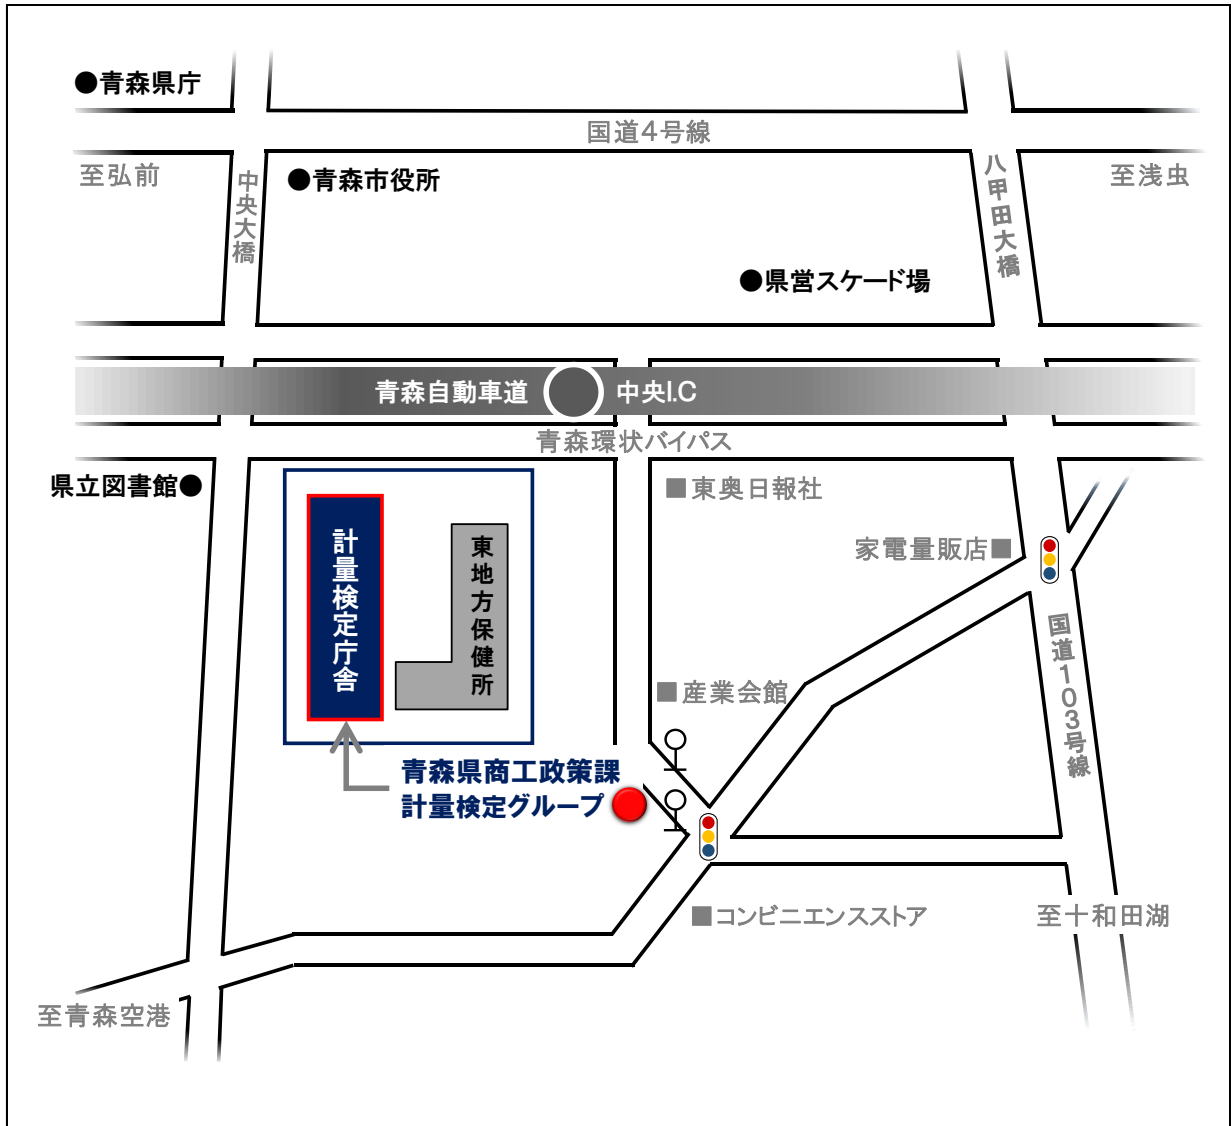 ●青森県庁
国道4号線
至弘前
中央大橋
●青森市役所
八甲田大橋
至浅虫
●県営スケード場
青森自動車道
中央I.C
青森環状バイパス
県立図書館●
■東奥日報社
計量検定庁舎
東地方保健所
家電量販店■
国道103号線
■産業会館
青森県商工政策課
計量検定グループ
■コンビニエンスストア
至十和田湖
至青森空港